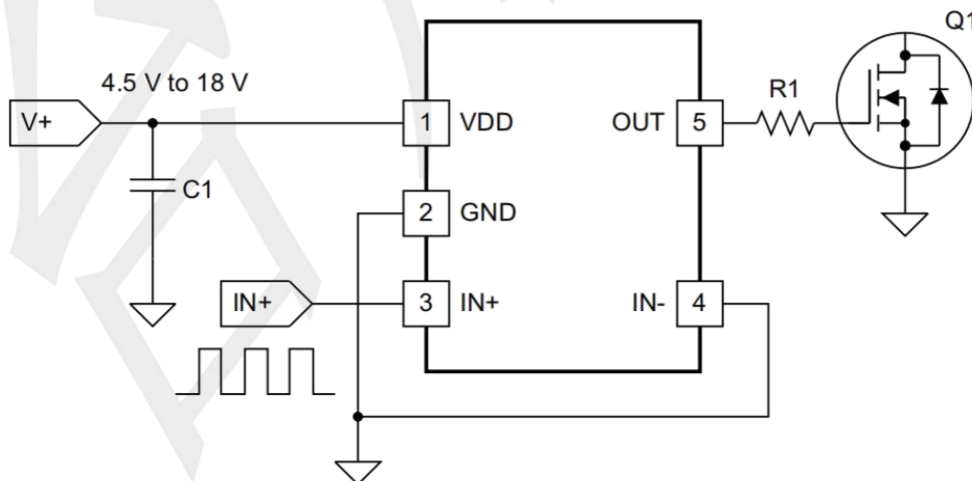 Q1
4.5 V to 18 V
R1
V+
1
VDD
OUT
5
C1
2
GND
IN+
3
IN+
IN-
4